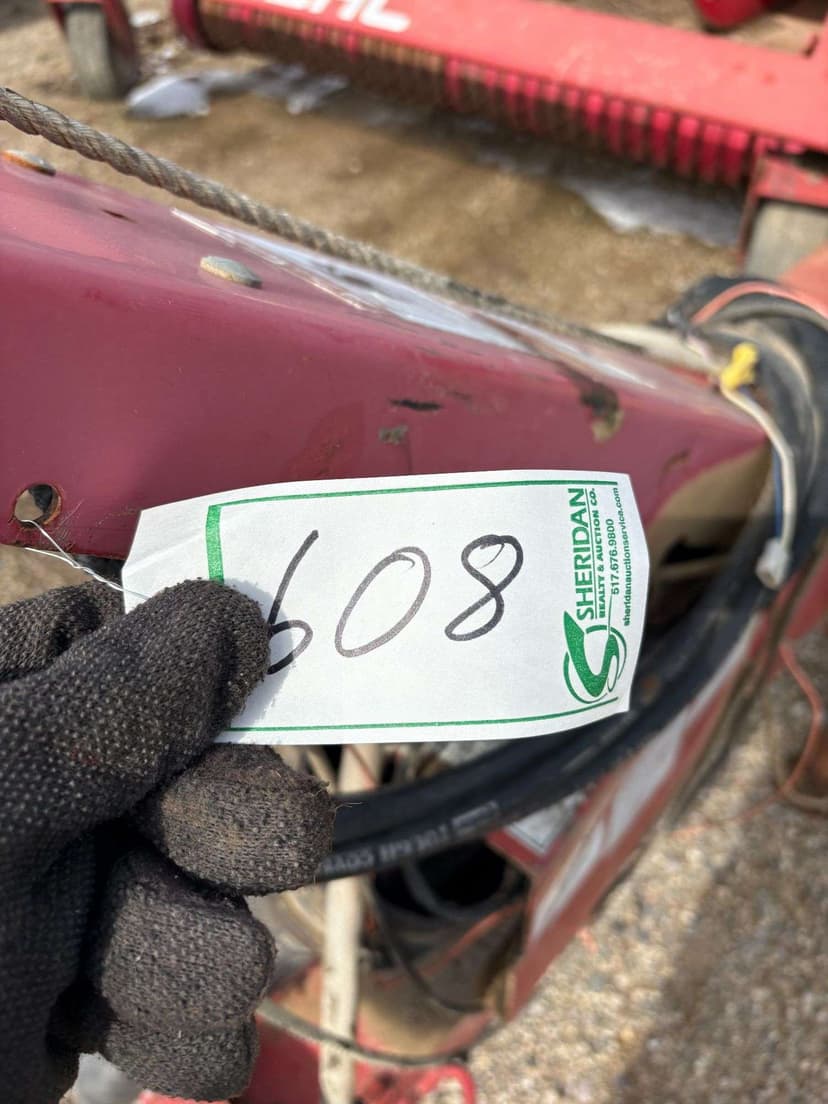 608
SHERIDAN
REALTY & AUCTION CO.
517.676.9800
sheridanauctionservice.com